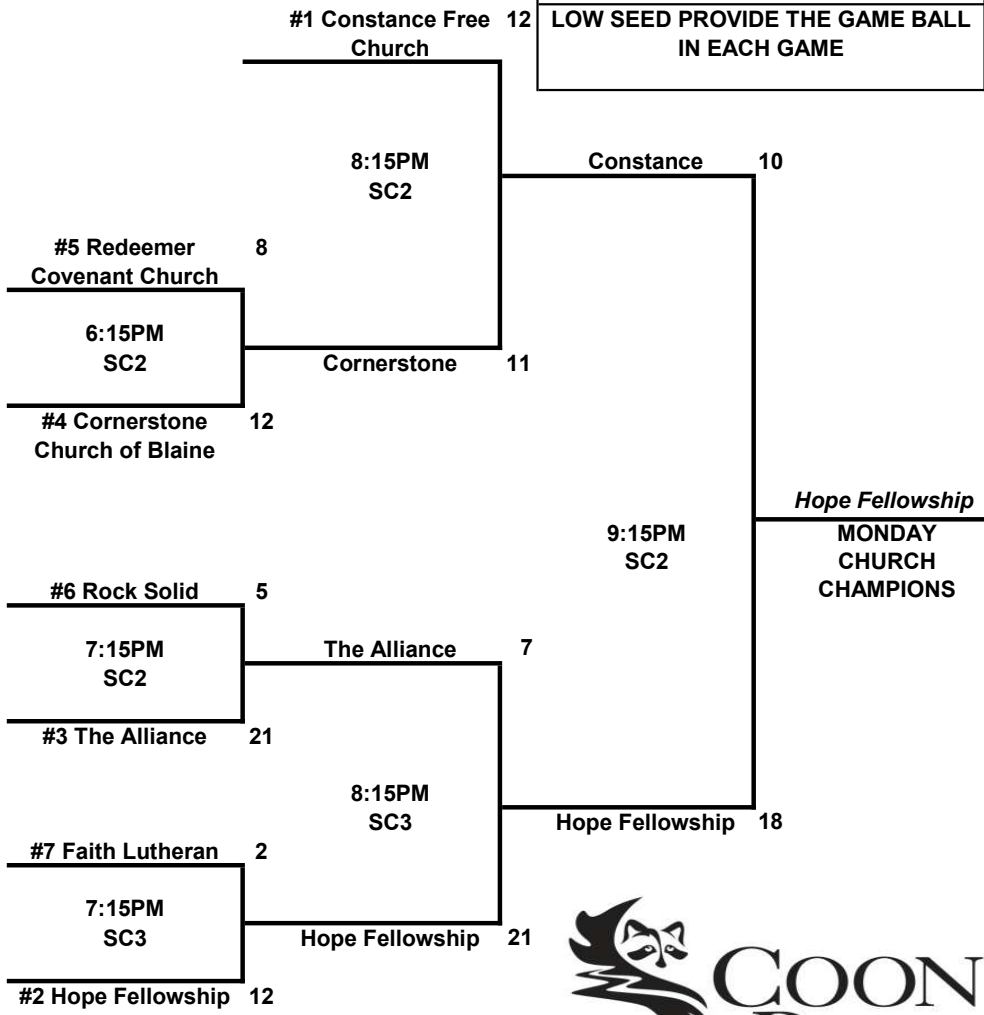 #1 Constance Free 12
Church
LOW SEED PROVIDE THE GAME BALL
IN EACH GAME
8:15PM
SC2
Constance 10
#5 Redeemer 8
Covenant Church
6:15PM
SC2
Cornerstone 11
#4 Cornerstone 12
Church of Blaine
Hope Fellowship
MONDAY
CHURCH
CHAMPIONS
9:15PM
SC2
#6 Rock Solid 5
7:15PM
SC2
The Alliance 7
#3 The Alliance 21
8:15PM
SC3
Hope Fellowship 18
#7 Faith Lutheran 2
7:15PM
SC3
Hope Fellowship 21
#2 Hope Fellowship 12
COON